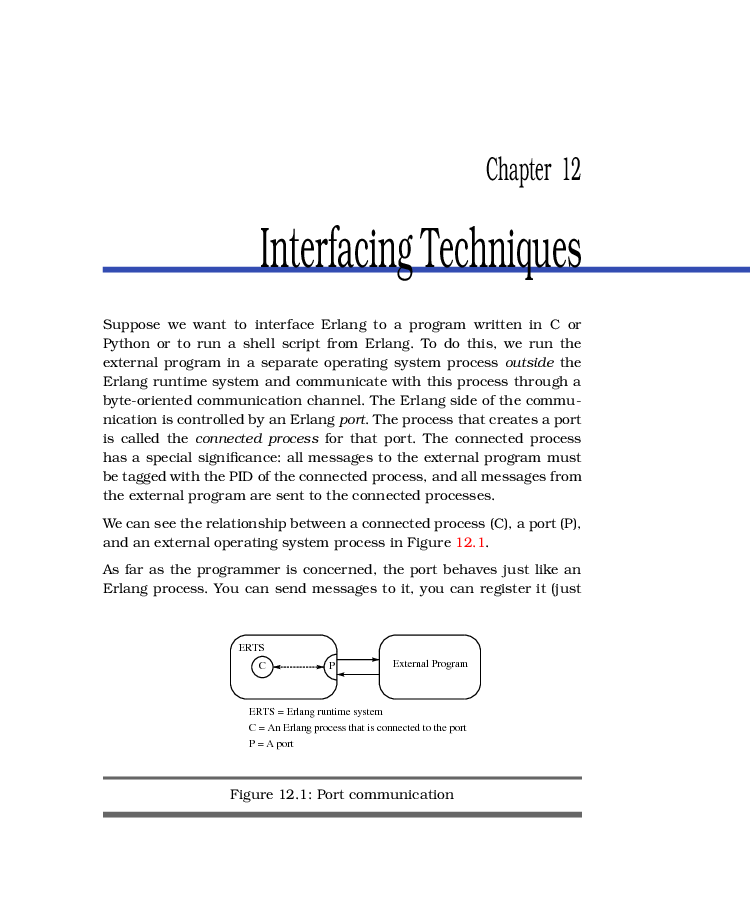 Chapter 12
Interfacing Techniques
Suppose we want to interface Erlang to a program written in C or
Python or to run a shell script from Erlang. To do this, we run the
external program in a separate operating system process outside the
Erlang runtime system and communicate with this process through a
byte-oriented communication channel. The Erlang side of the commu-
nication is controlled by an Erlang port. The process that creates a port
is called the connected process for that port. The connected process
has a special significance: all messages to the external program must
be tagged with the PID of the connected process, and all messages from
the external program are sent to the connected processes.
We can see the relationship between a connected process (C), a port (P),
and an external operating system process in Figure 12.1.
As far as the programmer is concerned, the port behaves just like an
Erlang process. You can send messages to it, you can register it (just
ERTS
C
P
External Program
ERTS = Erlang runtime system
C = An Erlang process that is connected to the port
P = A port
Figure 12.1: Port communication